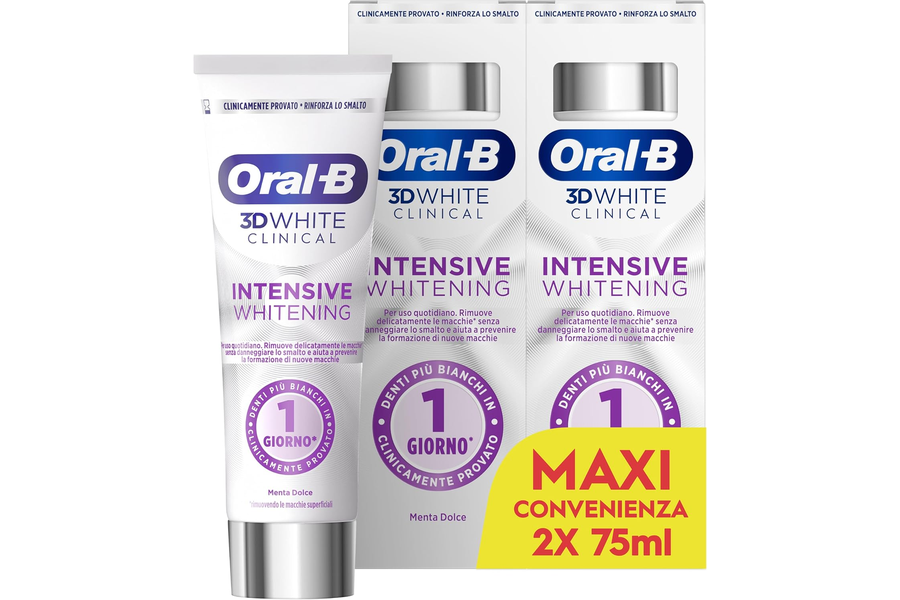 CLINICAMENTE PROVATO • RINFORZA LO SMALTO
Oral-B
3DWHITE
CLINICAL
INTENSIVE
WHITENING
Per uso quotidiano. Rimuove delicatamente le macchie*
senza danneggiare lo smalto e aiuta a prevenire
la formazione di nuove macchie
DENTI PIÙ BIANCHI IN
1
GIORNO*
CLINICAMENTE PROVATO
Menta Dolce
*rimuovendo le macchie superficiali
CLINICAMENTE PROVATO • RINFORZA LO SMALTO
Oral-B
3DWHITE
CLINICAL
INTENSIVE
WHITENING
Per uso quotidiano. Rimuove
delicatamente le macchie* senza
danneggiare lo smalto e aiuta a prevenire
la formazione di nuove macchie
DENTI PIÙ BIANCHI IN
1
GIORNO*
CLINICAMENTE PROVATO
Menta Dolce
CLINICAMENTE PROVATO • RINFORZA LO SMALTO
Oral-B
3DWHITE
CLINICAL
INTENSIVE
WHITENING
Per uso quotidiano. Rimuove
delicatamente le macchie* senza
danneggiare lo smalto e aiuta a prevenire
la formazione di nuove macchie
DENTI PIÙ BIANCHI IN
1
MAXI
CONVENIENZA
2X 75ml